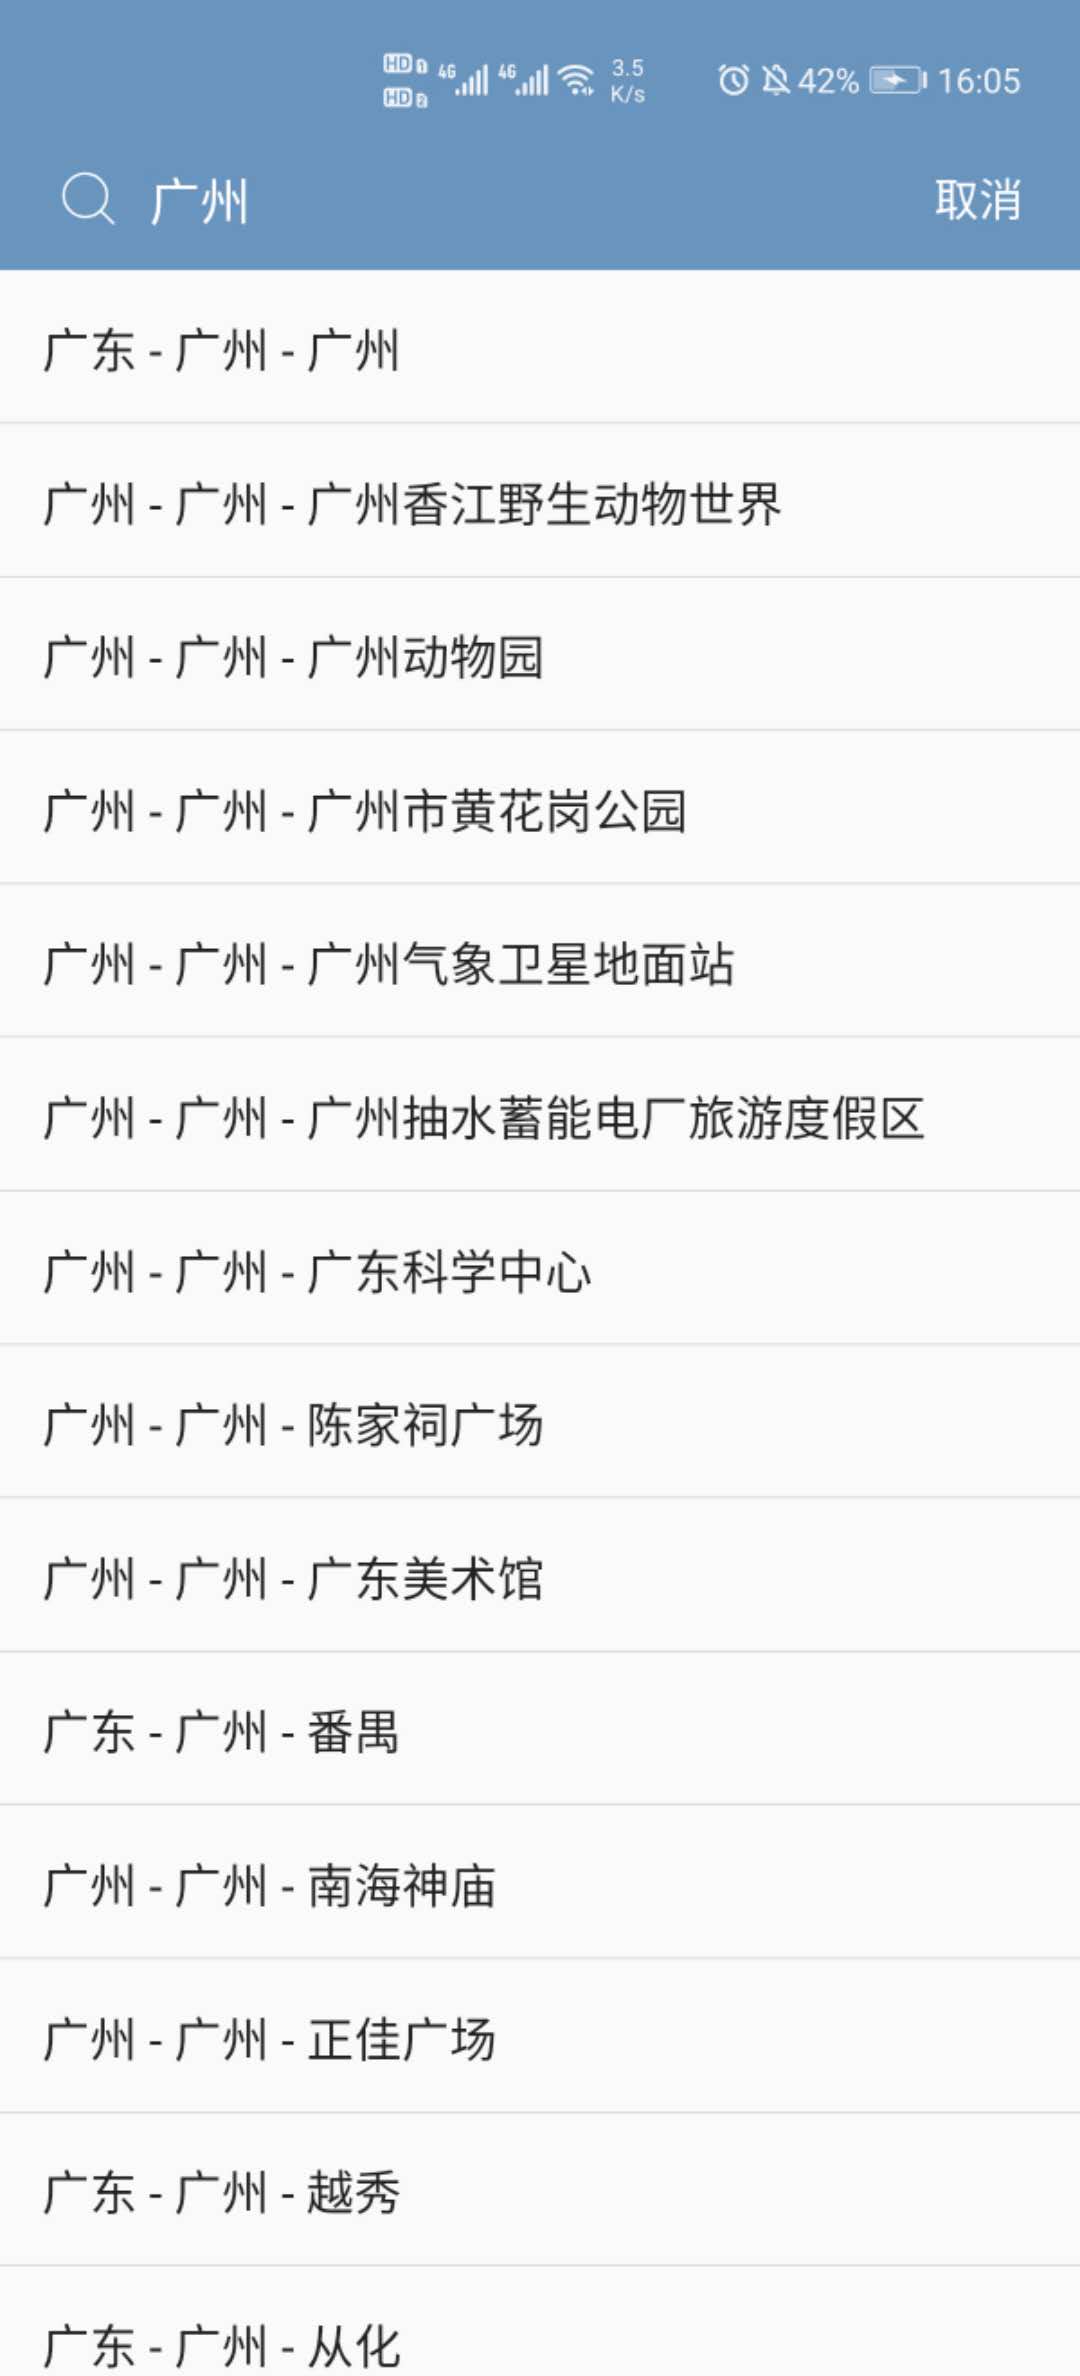 HD 1 4G 4G 3.5 42% 16:05
HD 2 K/s
广州 取消
广东 - 广州 - 广州
广州 - 广州 - 广州香江野生动物世界
广州 - 广州 - 广州动物园
广州 - 广州 - 广州市黄花岗公园
广州 - 广州 - 广州气象卫星地面站
广州 - 广州 - 广州抽水蓄能电厂旅游度假区
广州 - 广州 - 广东科学中心
广州 - 广州 - 陈家祠广场
广州 - 广州 - 广东美术馆
广东 - 广州 - 番禺
广州 - 广州 - 南海神庙
广州 - 广州 - 正佳广场
广东 - 广州 - 越秀
广东 - 广州 - 从化